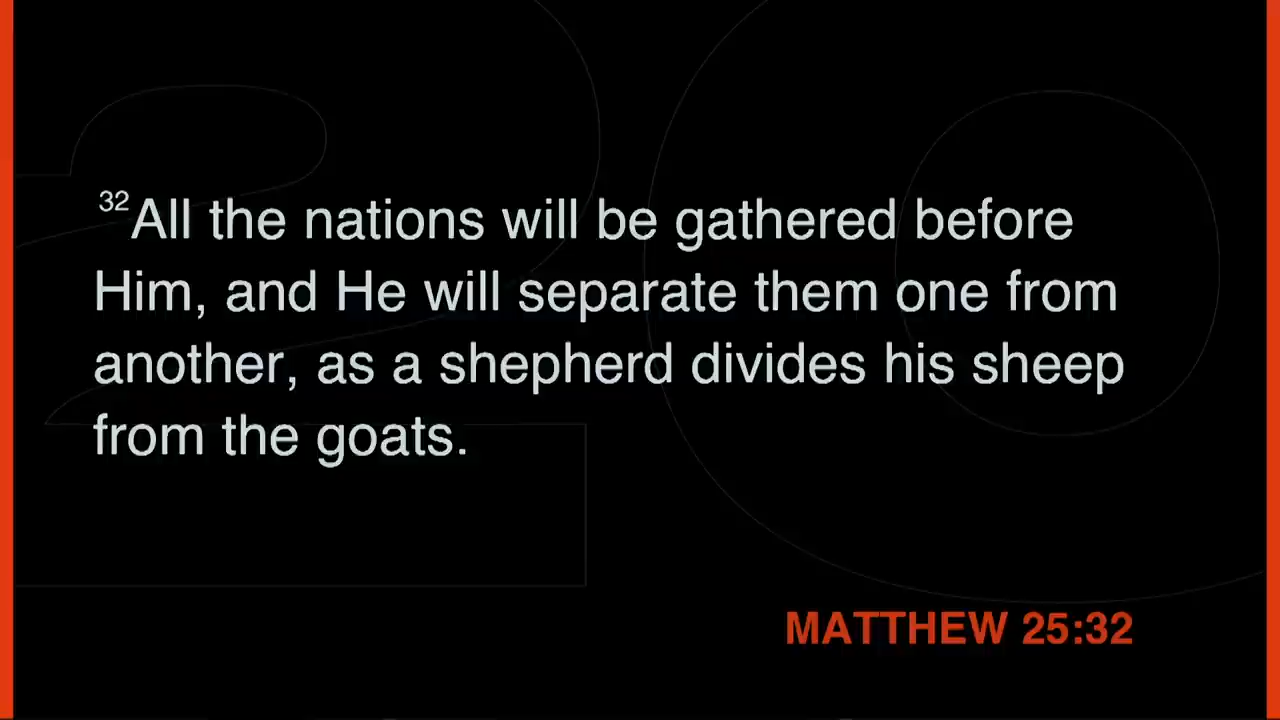 32All the nations will be gathered before
Him, and He will separate them one from
another, as a shepherd divides his sheep
from the goats.
MATTHEW 25:32
20